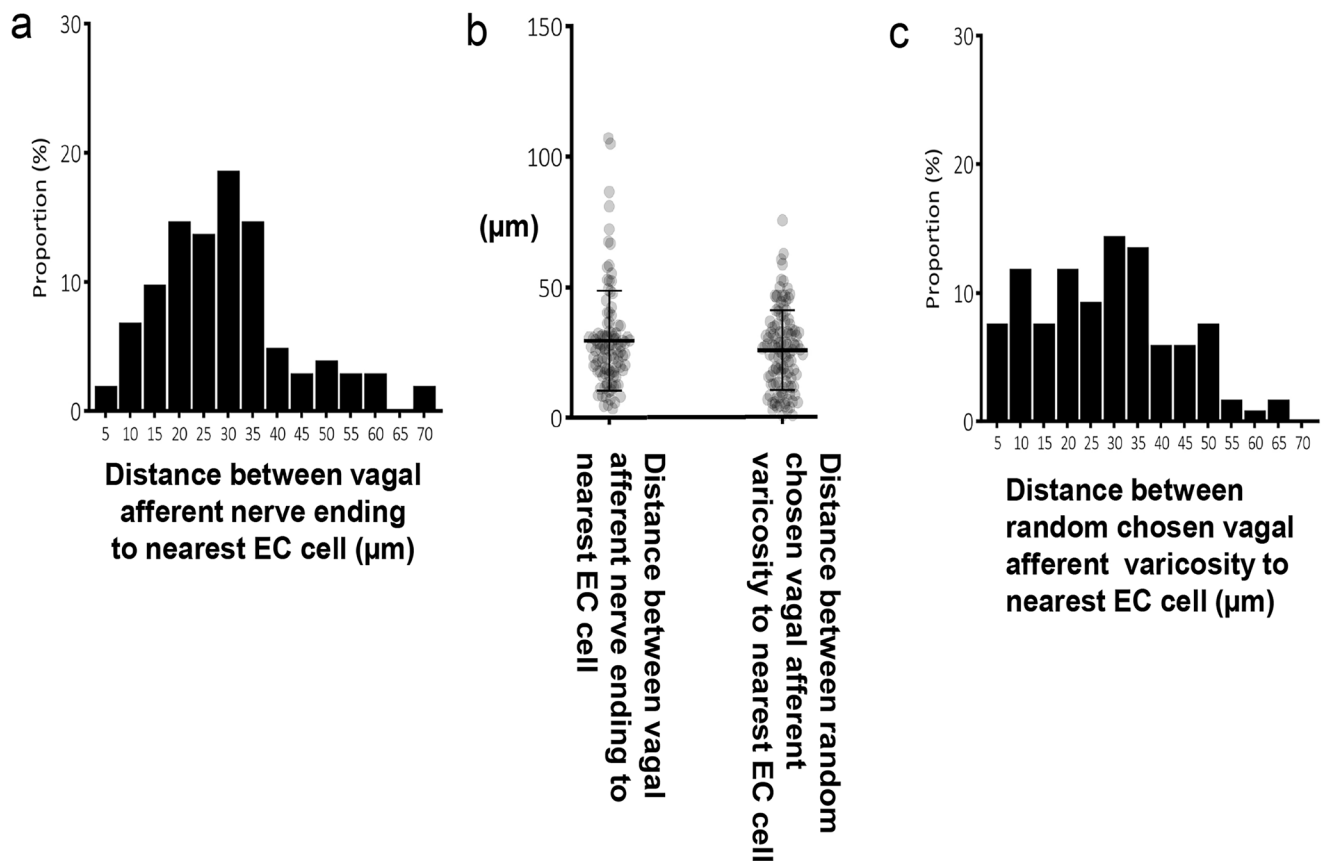 a
30
20
10
0
Proportion (%)
5 10 15 20 25 30 35 40 45 50 55 60 65 70
Distance between vagal
afferent nerve ending
to nearest EC cell (µm)
b
150
100
50
0
(µm)
Distance between vagal
afferent nerve ending to
nearest EC cell
Distance between random
chosen vagal afferent
varicosity to nearest EC cell
c
30
20
10
0
Proportion (%)
5 10 15 20 25 30 35 40 45 50 55 60 65 70
Distance between
random chosen vagal
afferent varicosity to
nearest EC cell (µm)